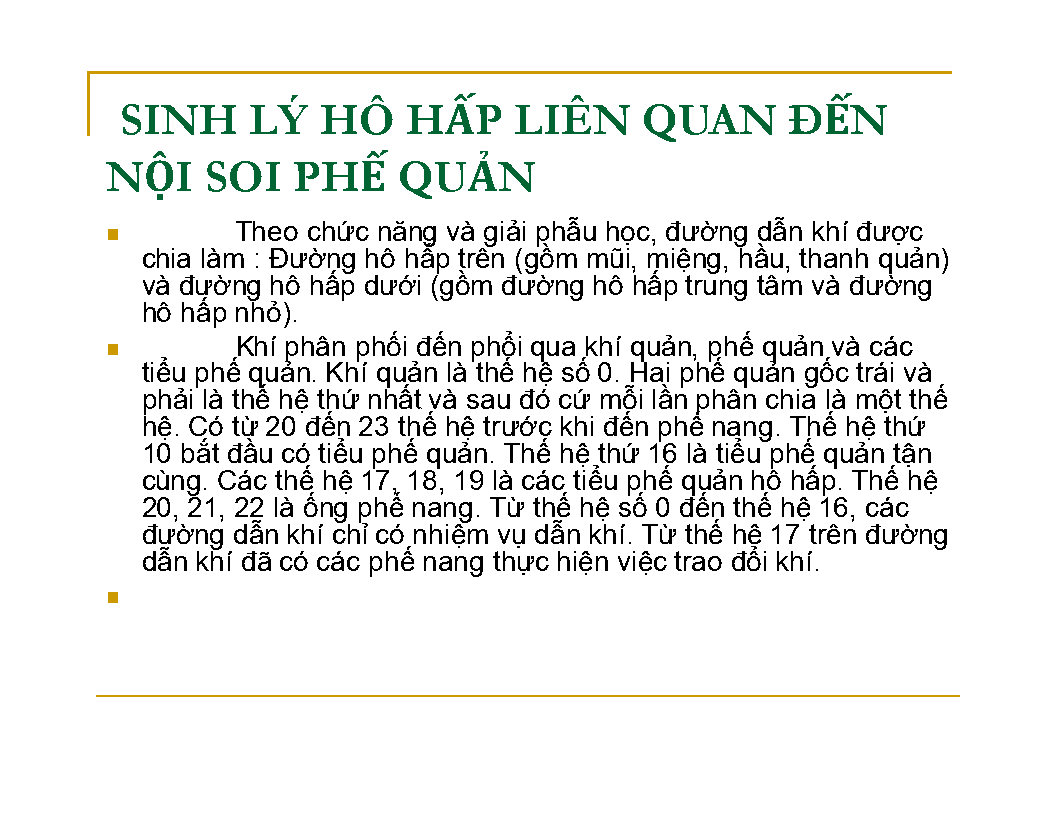 SINH LÝ HÔ HẤP LIÊN QUAN ĐẾN
NỘI SOI PHẾ QUẢN
Theo chức năng và giải phẫu học, đường dẫn khí được
chia làm : Đường hô hấp trên (gồm mũi, miệng, hầu, thanh quản)
và đường hô hấp dưới (gồm đường hô hấp trung tâm và đường
hô hấp nhỏ).
Khí phân phối đến phổi qua khí quản, phế quản và các
tiểu phế quản. Khí quản là thế hệ số 0. Hai phế quản gốc trái và
phải là thế hệ thứ nhất và sau đó cứ mỗi lần phân chia là một thế
hệ. Có từ 20 đến 23 thế hệ trước khi đến phế nang. Thế hệ thứ
10 bắt đầu có tiểu phế quản. Thế hệ thứ 16 là tiểu phế quản tận
cùng. Các thế hệ 17, 18, 19 là các tiểu phế quản hô hấp. Thế hệ
20, 21, 22 là ống phế nang. Từ thế hệ số 0 đến thế hệ 16, các
đường dẫn khí chỉ có nhiệm vụ dẫn khí. Từ thế hệ 17 trên đường
dẫn khí đã có các phế nang thực hiện việc trao đổi khí.